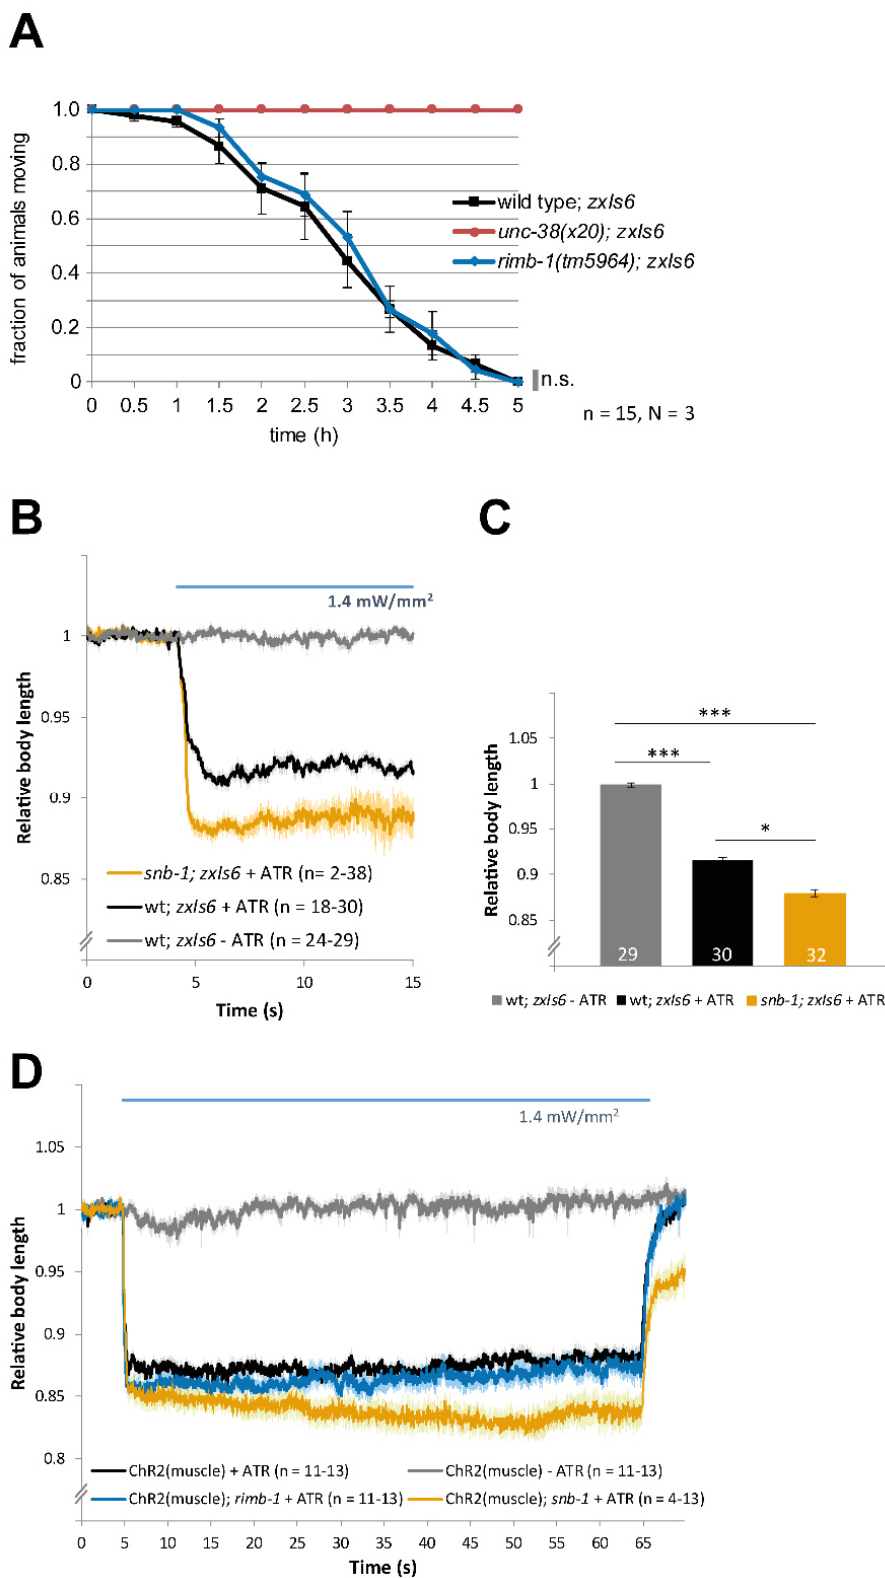 A
fraction of animals moving
1.0
0.8
0.6
0.4
0.2
0
0 0.5 1 1.5 2 2.5 3 3.5 4 4.5 5
time (h)
wild type; zxIs6
unc-38(x20); zxIs6
rimb-1(tm5964); zxIs6
n.s.
n = 15, N = 3
B
Relative body length
1
0.95
0.9
0.85
1.4 mW/mm²
snb-1; zxIs6 + ATR (n= 2-38)
wt; zxIs6 + ATR (n = 18-30)
wt; zxIs6 - ATR (n = 24-29)
0 5 10 15
Time (s)
C
Relative body length
1.05
1
0.95
0.9
0.85
***
***
*
29 30 32
wt; zxIs6 - ATR wt; zxIs6 + ATR snb-1; zxIs6 + ATR
D
Relative body length
1.05
1
0.95
0.9
0.85
0.8
1.4 mW/mm²
ChR2(muscle) + ATR (n = 11-13) ChR2(muscle) - ATR (n = 11-13)
ChR2(muscle); rimb-1 + ATR (n = 11-13) ChR2(muscle); snb-1 + ATR (n = 4-13)
0 5 10 15 20 25 30 35 40 45 50 55 60 65
Time (s)